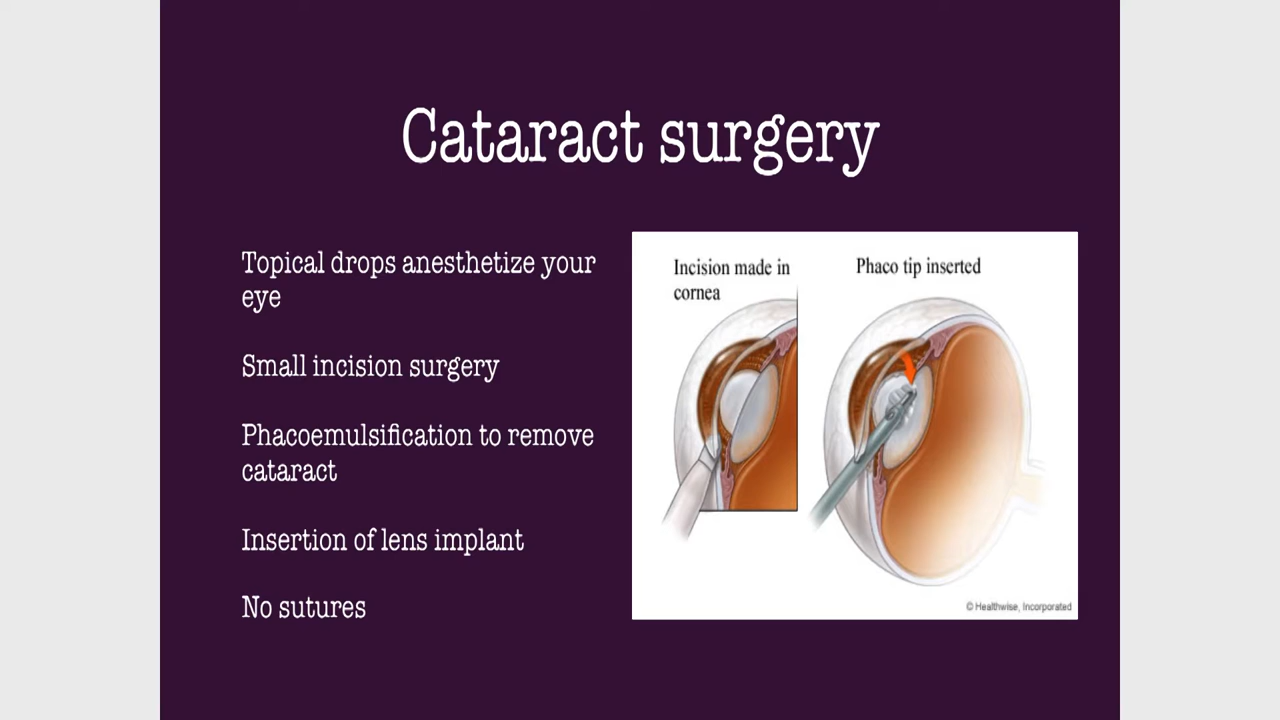 Cataract surgery
Topical drops anesthetize your
eye
Small incision surgery
Phacoemulsification to remove
cataract
Insertion of lens implant
No sutures
Incision made in
cornea
Phaco tip inserted
© Healthwise, Incorporated